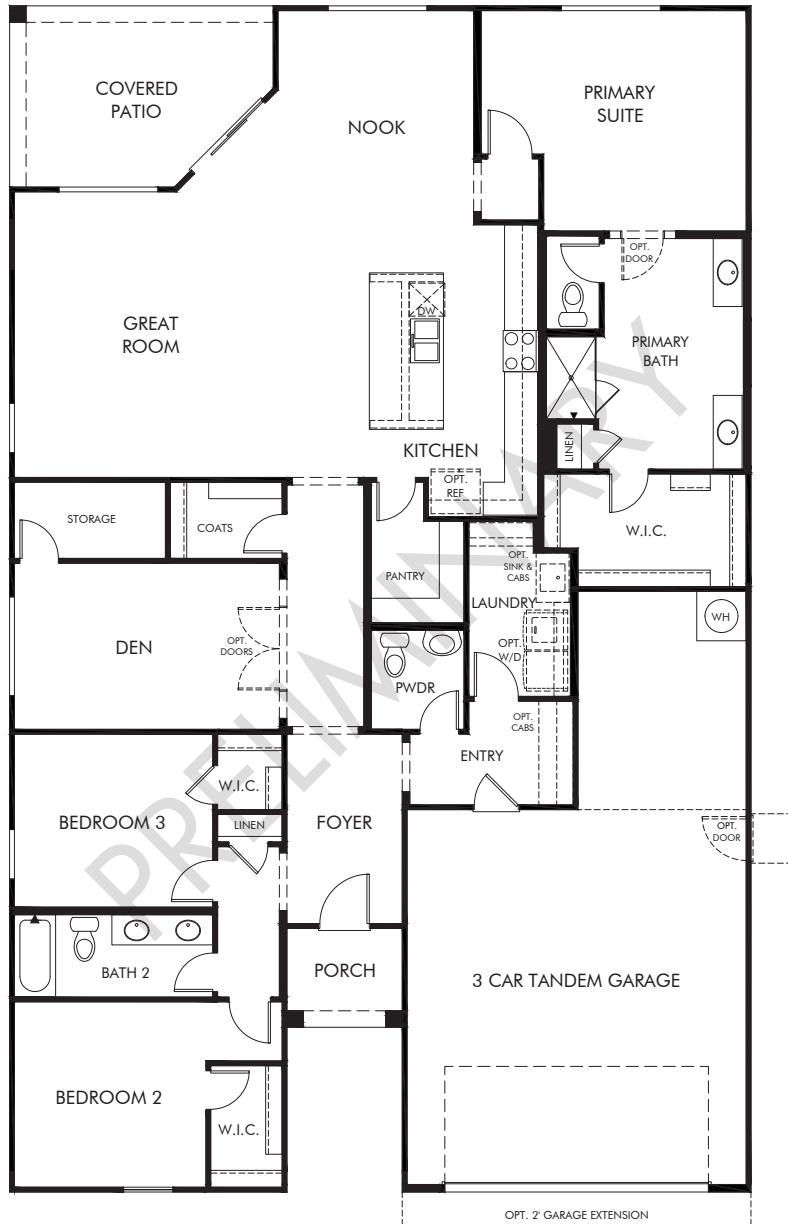 COVERED
PATIO
NOOK
PRIMARY
SUITE
OPT.
DOOR
GREAT
ROOM
DW
PRIMARY
BATH
LINEN
KITCHEN
OPT.
REF.
W.I.C.
STORAGE
COATS
PANTRY
OPT.
SINK &
CABS
LAUNDRY
OPT.
W/D
WH
DEN
OPT.
DOORS
PWDR
OPT.
CABS
ENTRY
W.I.C.
BEDROOM 3
LINEN
FOYER
OPT.
DOOR
BATH 2
PORCH
3 CAR TANDEM GARAGE
BEDROOM 2
W.I.C.
OPT. 2' GARAGE EXTENSION
PRELIMINARY